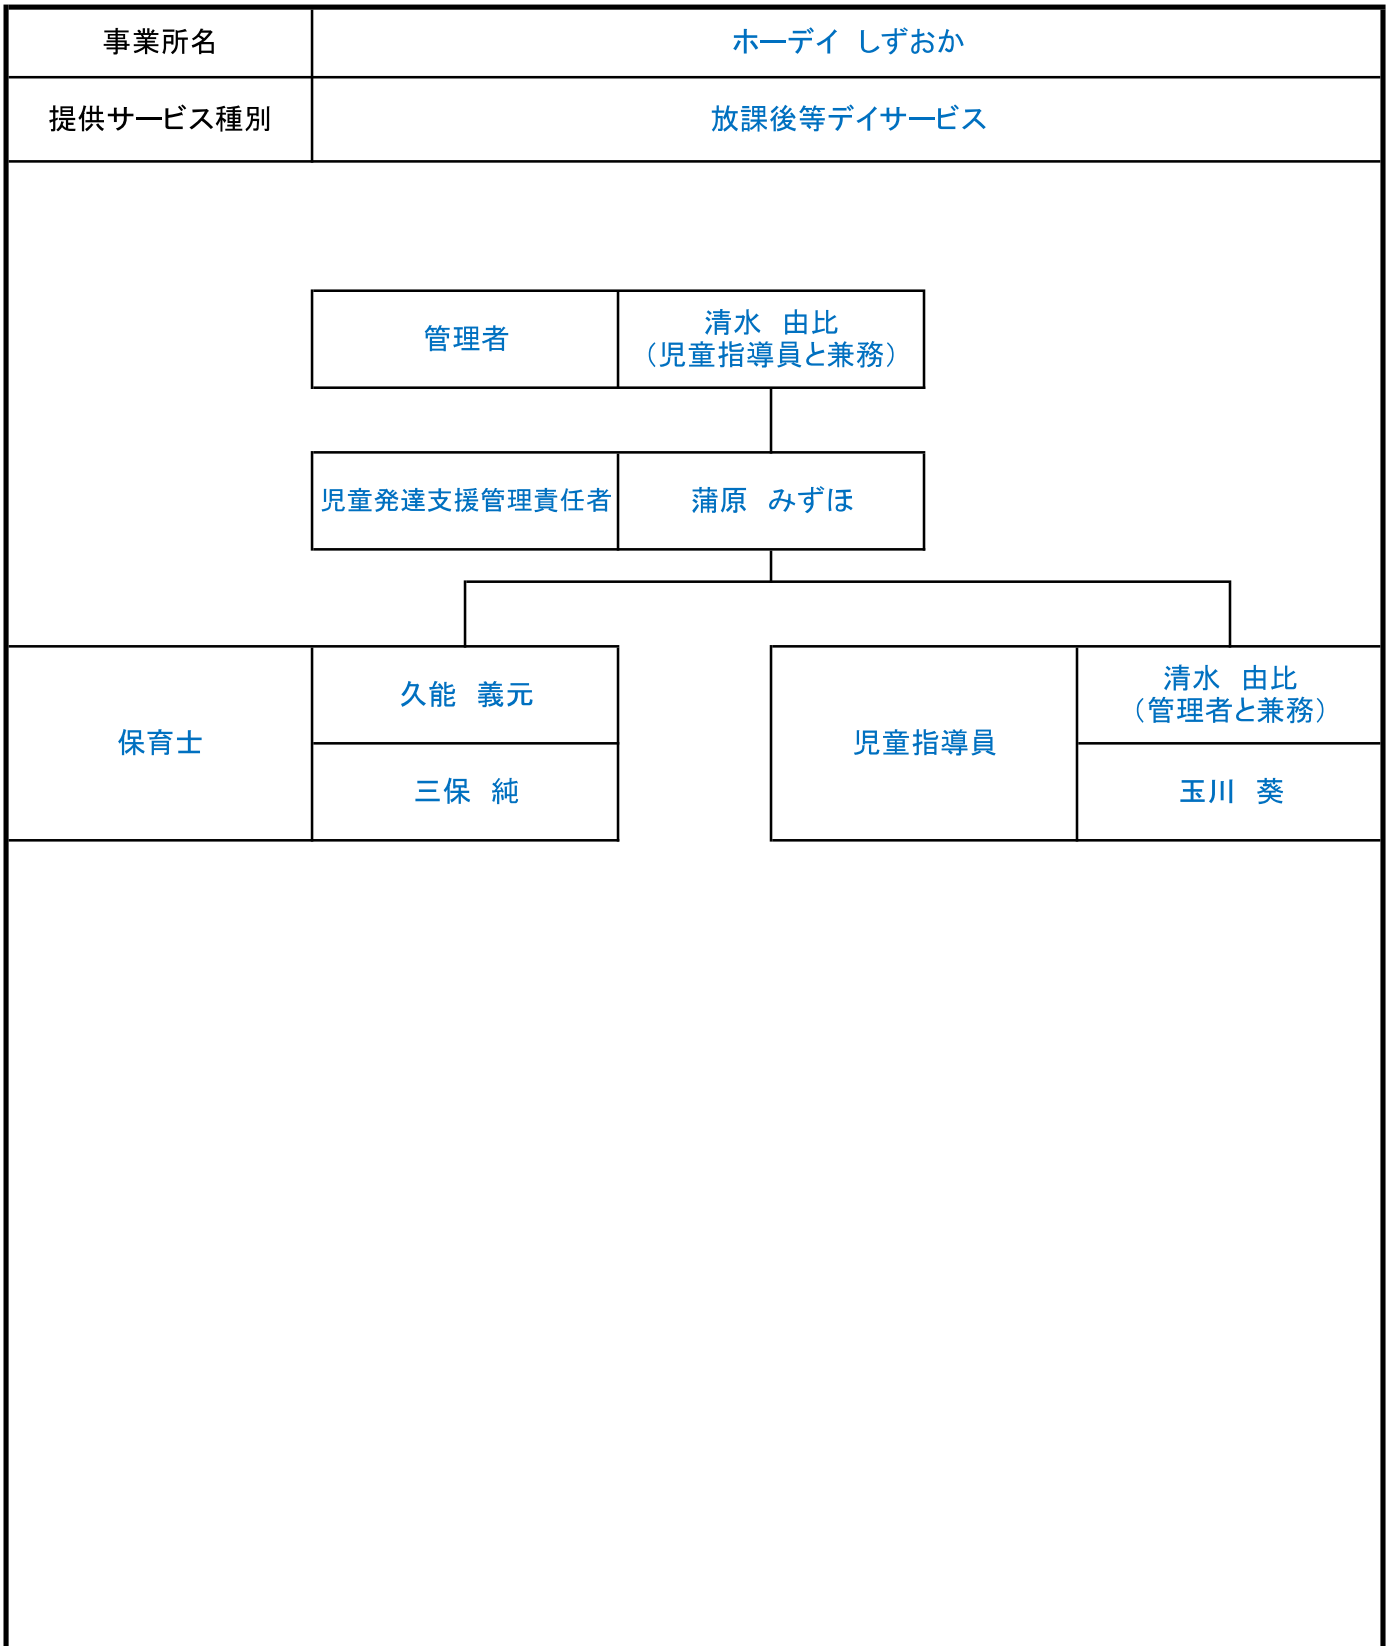 事業所名
ホーデイ しずおか
提供サービス種別
放課後等デイサービス
管理者
清水 由比
（児童指導員と兼務）
児童発達支援管理責任者
蒲原 みずほ
保育士
久能 義元
三保 純
児童指導員
清水 由比
（管理者と兼務）
玉川 葵